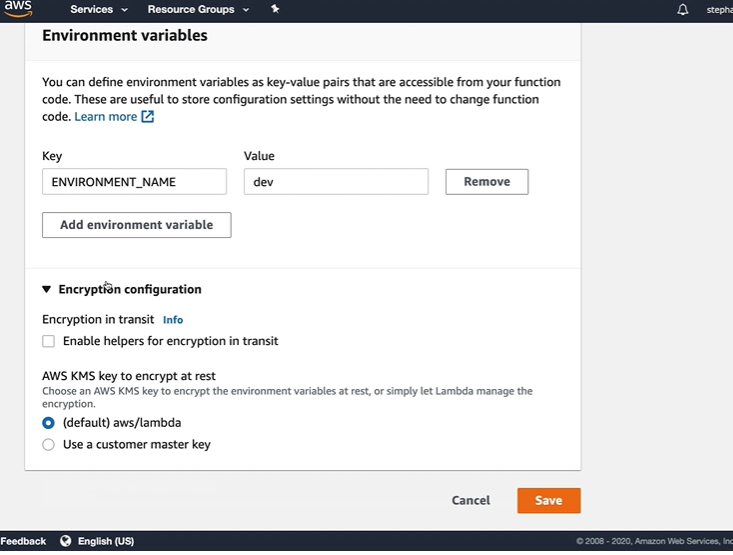 aws
Services
Resource Groups
Environment variables
You can define environment variables as key-value pairs that are accessible from your function
code. These are useful to store configuration settings without the need to change function
code. Learn more
Key
Value
ENVIRONMENT_NAME
dev
Remove
Add environment variable
Encryption configuration
Encryption in transit Info
Enable helpers for encryption in transit
AWS KMS key to encrypt at rest
Choose an AWS KMS key to encrypt the environment variables at rest, or simply let Lambda manage the
encryption.
(default) aws/lambda
Use a customer master key
Cancel
Save
Feedback
English (US)
© 2008 - 2020, Amazon Web Services,